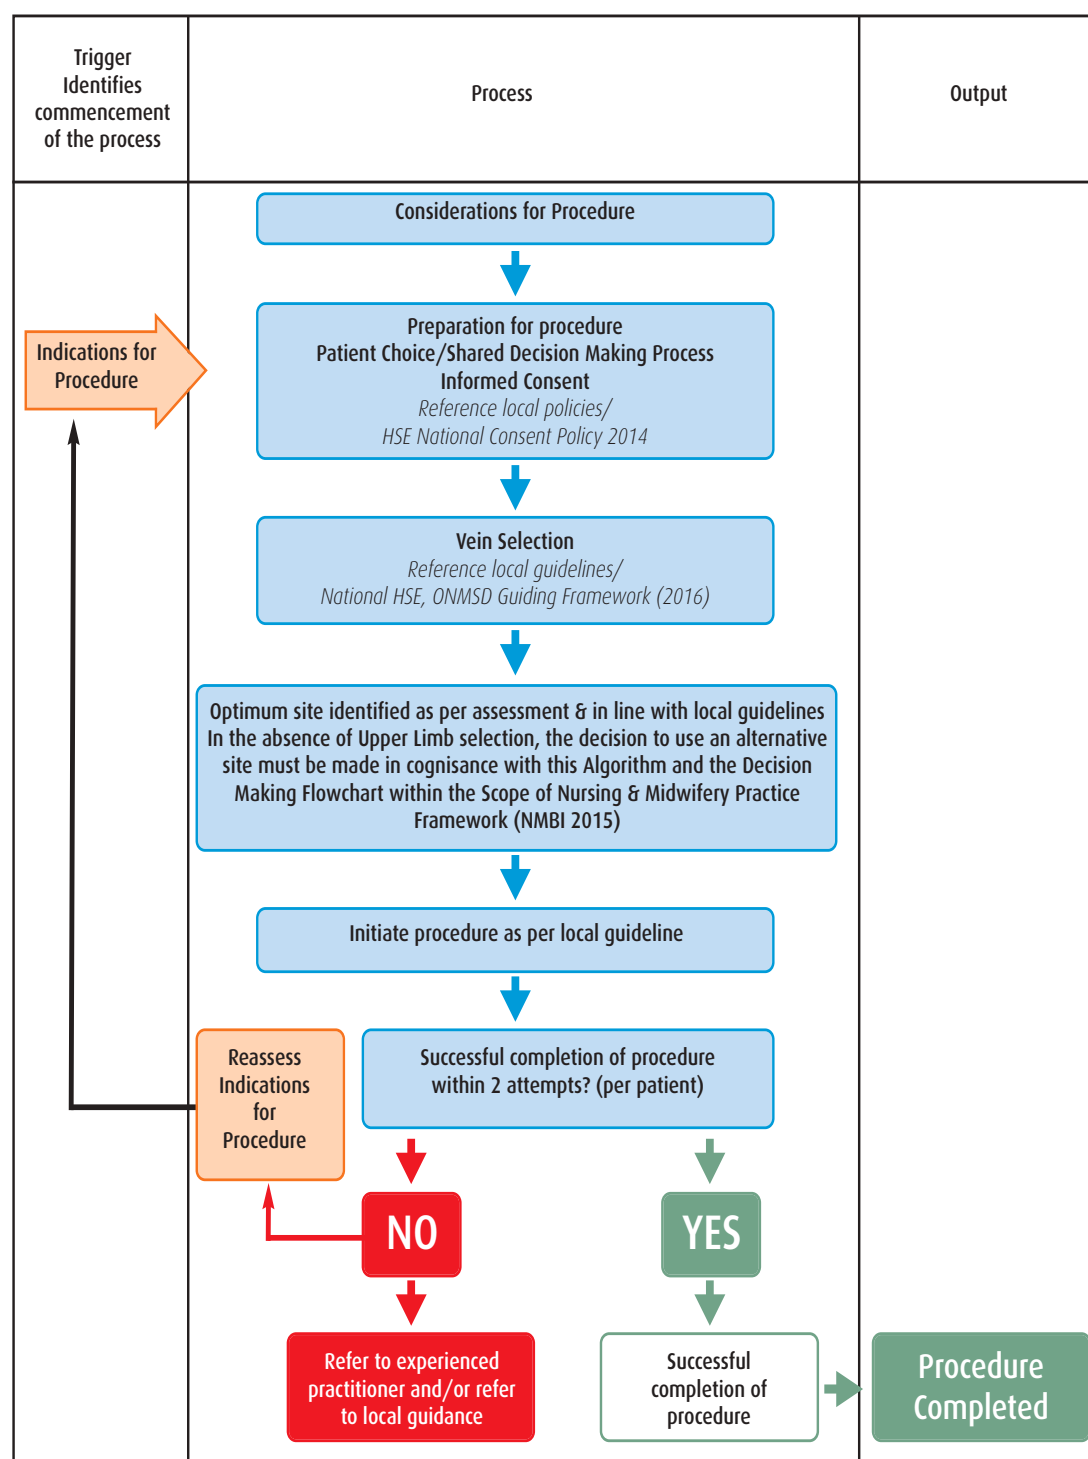 Trigger
Identifies
commencement
of the process
Process
Output
Considerations for Procedure
Indications for
Procedure
Preparation for procedure
Patient Choice/Shared Decision Making Process
Informed Consent
Reference local policies/
HSE National Consent Policy 2014
Vein Selection
Reference local guidelines/
National HSE, ONMSD Guiding Framework (2016)
Optimum site identified as per assessment & in line with local guidelines
In the absence of Upper Limb selection, the decision to use an alternative
site must be made in cognisance with this Algorithm and the Decision
Making Flowchart within the Scope of Nursing & Midwifery Practice
Framework (NMBI 2015)
Initiate procedure as per local guideline
Reassess
Indications
for
Procedure
Successful completion of procedure
within 2 attempts? (per patient)
NO
YES
Refer to experienced
practitioner and/or refer
to local guidance
Successful
completion of
procedure
Procedure
Completed